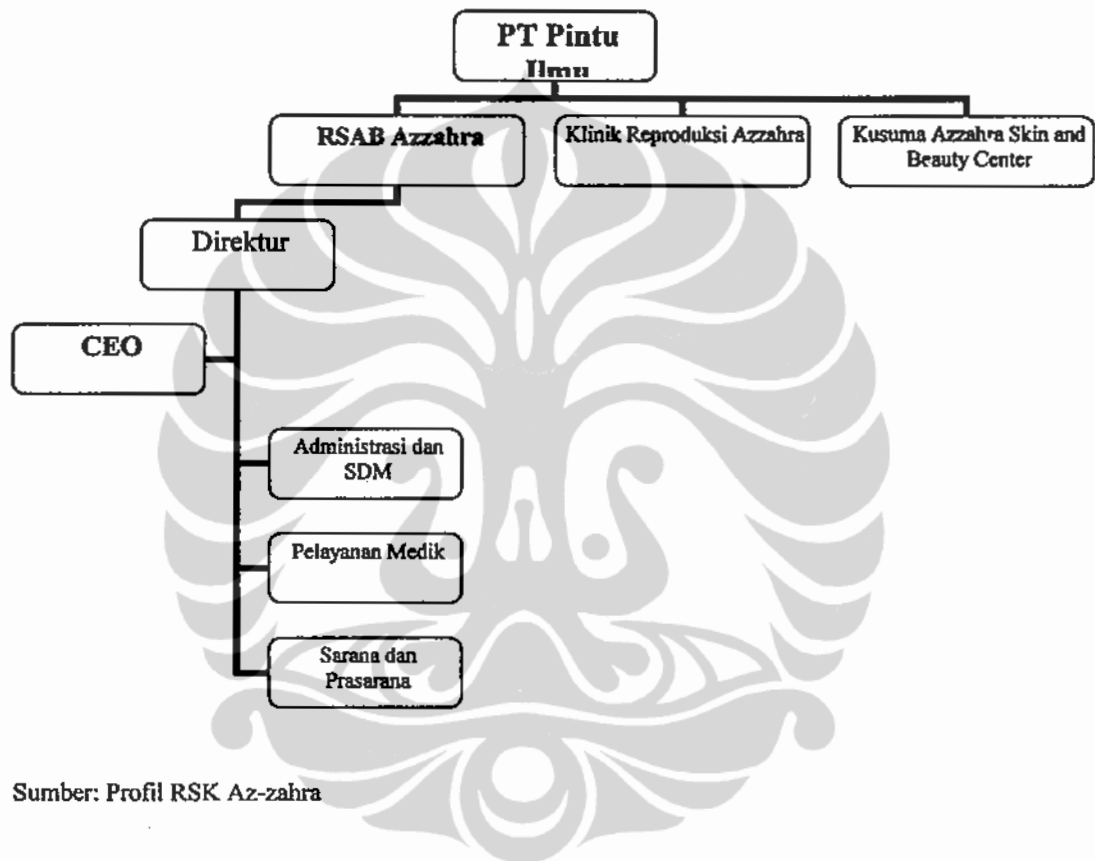 PT Pintu
Ilmu
RSAB Azzahra
Klinik Reproduksi Azzahra
Kusuma Azzahra Skin and
Beauty Center
Direktur
CEO
Administrasi dan
SDM
Pelayanan Medik
Sarana dan
Prasarana
Sumber: Profil RSK Az-zahra